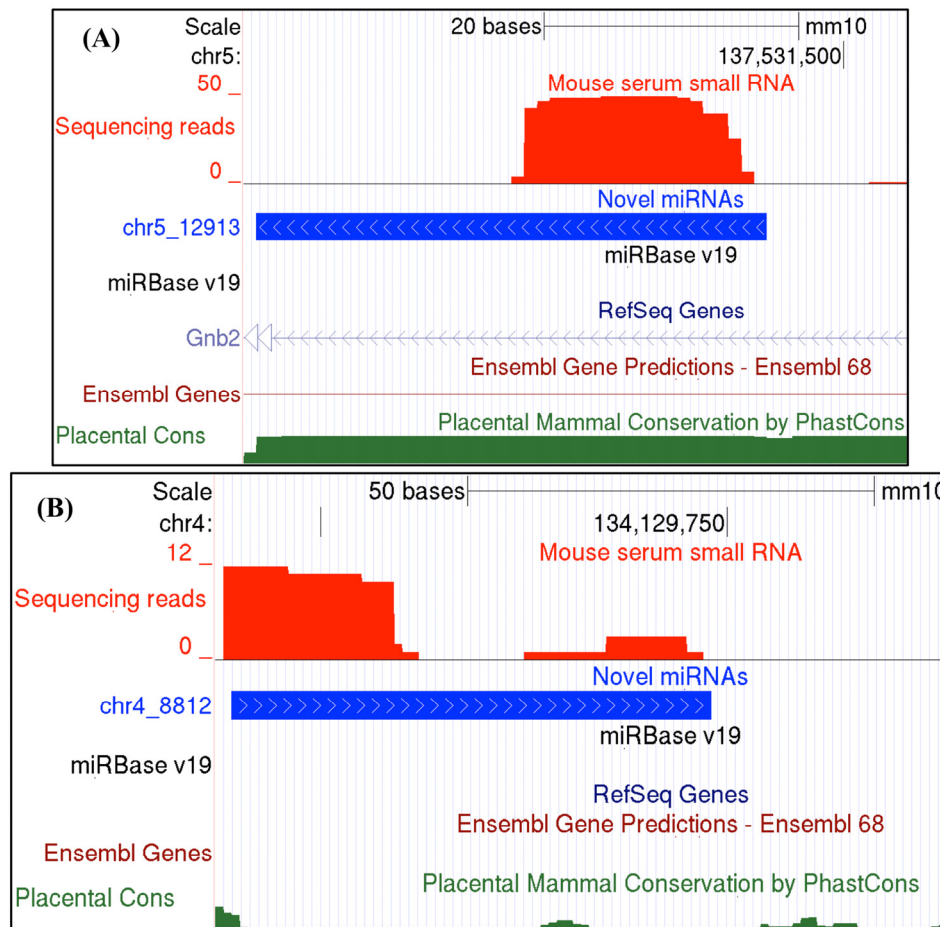 (A)
Scale 20 bases mm10
chr5: 137,531,500
50 _ Mouse serum small RNA
Sequencing reads
0 _
Novel miRNAs
chr5_12913
miRBase v19
miRBase v19
RefSeq Genes
Gnb2
Ensembl Gene Predictions - Ensembl 68
Ensembl Genes
Placental Mammal Conservation by PhastCons
Placental Cons
(B)
Scale 50 bases mm10
chr4: 134,129,750
12 _ Mouse serum small RNA
Sequencing reads
0 _
Novel miRNAs
chr4_8812
miRBase v19
miRBase v19
RefSeq Genes
Ensembl Gene Predictions - Ensembl 68
Ensembl Genes
Placental Mammal Conservation by PhastCons
Placental Cons